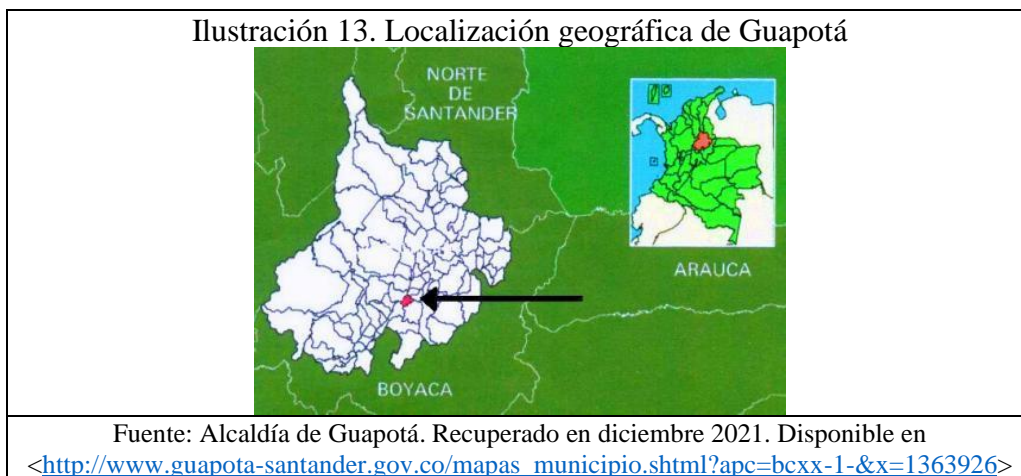 Ilustración 13. Localización geográfica de Guapotá
NORTE
DE
SANTANDER
ARAUCA
BOYACA
Fuente: Alcaldía de Guapotá. Recuperado en diciembre 2021. Disponible en
<http://www.guapota-santander.gov.co/mapas_municipio.shtml?apc=bcxx-1-&x=1363926>